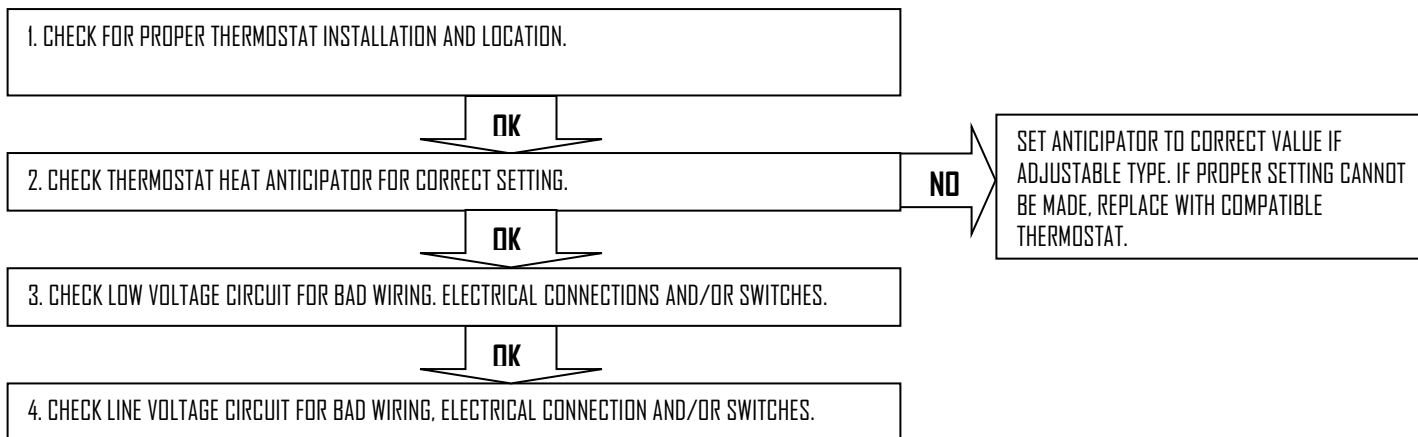 1. CHECK FOR PROPER THERMOSTAT INSTALLATION AND LOCATION.
OK
2. CHECK THERMOSTAT HEAT ANTICIPATOR FOR CORRECT SETTING.
NO
SET ANTICIPATOR TO CORRECT VALUE IF
ADJUSTABLE TYPE. IF PROPER SETTING CANNOT
BE MADE, REPLACE WITH COMPATIBLE
THERMOSTAT.
OK
3. CHECK LOW VOLTAGE CIRCUIT FOR BAD WIRING. ELECTRICAL CONNECTIONS AND/OR SWITCHES.
OK
4. CHECK LINE VOLTAGE CIRCUIT FOR BAD WIRING, ELECTRICAL CONNECTION AND/OR SWITCHES.